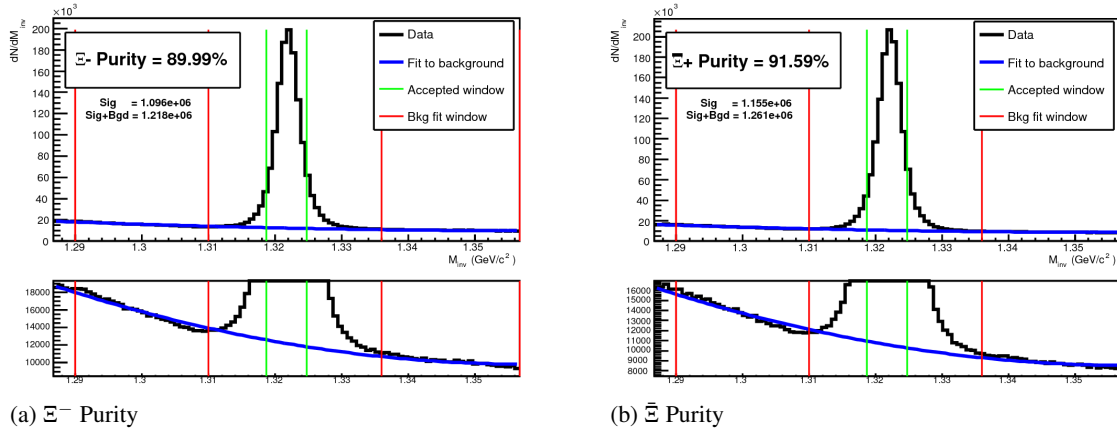 ×10³
dN/dM_inv
200
180
160
140
120
100
80
60
40
20
0
Ξ- Purity = 89.99%
Sig = 1.096e+06
Sig+Bgd = 1.218e+06
Data
Fit to background
Accepted window
Bkg fit window
1.29 1.3 1.31 1.32 1.33 1.34 1.35
M_inv (GeV/c²)
18000
16000
14000
12000
10000
1.29 1.3 1.31 1.32 1.33 1.34 1.35
(a) Ξ⁻ Purity
×10³
dN/dM_inv
200
180
160
140
120
100
80
60
40
20
0
Ξ̄+ Purity = 91.59%
Sig = 1.155e+06
Sig+Bgd = 1.261e+06
Data
Fit to background
Accepted window
Bkg fit window
1.29 1.3 1.31 1.32 1.33 1.34 1.35
M_inv (GeV/c²)
16000
15000
14000
13000
12000
11000
10000
9000
8000
1.29 1.3 1.31 1.32 1.33 1.34 1.35
(b) Ξ̄ Purity